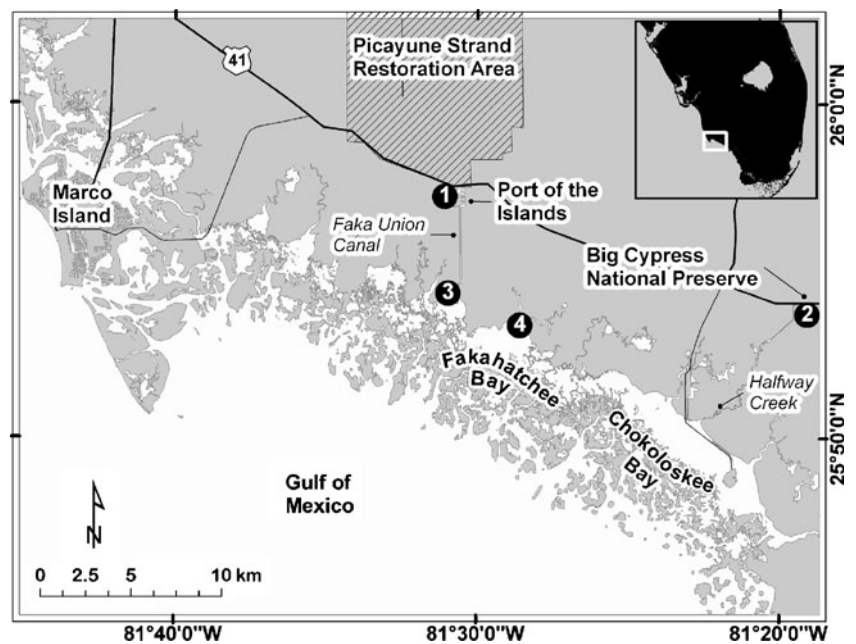 81°40'0"W
81°30'0"W
81°20'0"W
26°0'0"N
25°50'0"N
41
Picayune Strand
Restoration Area
Marco
Island
1
Port of the
Islands
Faka Union
Canal
Big Cypress
National Preserve
2
3
4
Fakahatchee
Bay
Halfway
Creek
Chokoloskee
Bay
Gulf of
Mexico
N
0 2.5 5 10 km